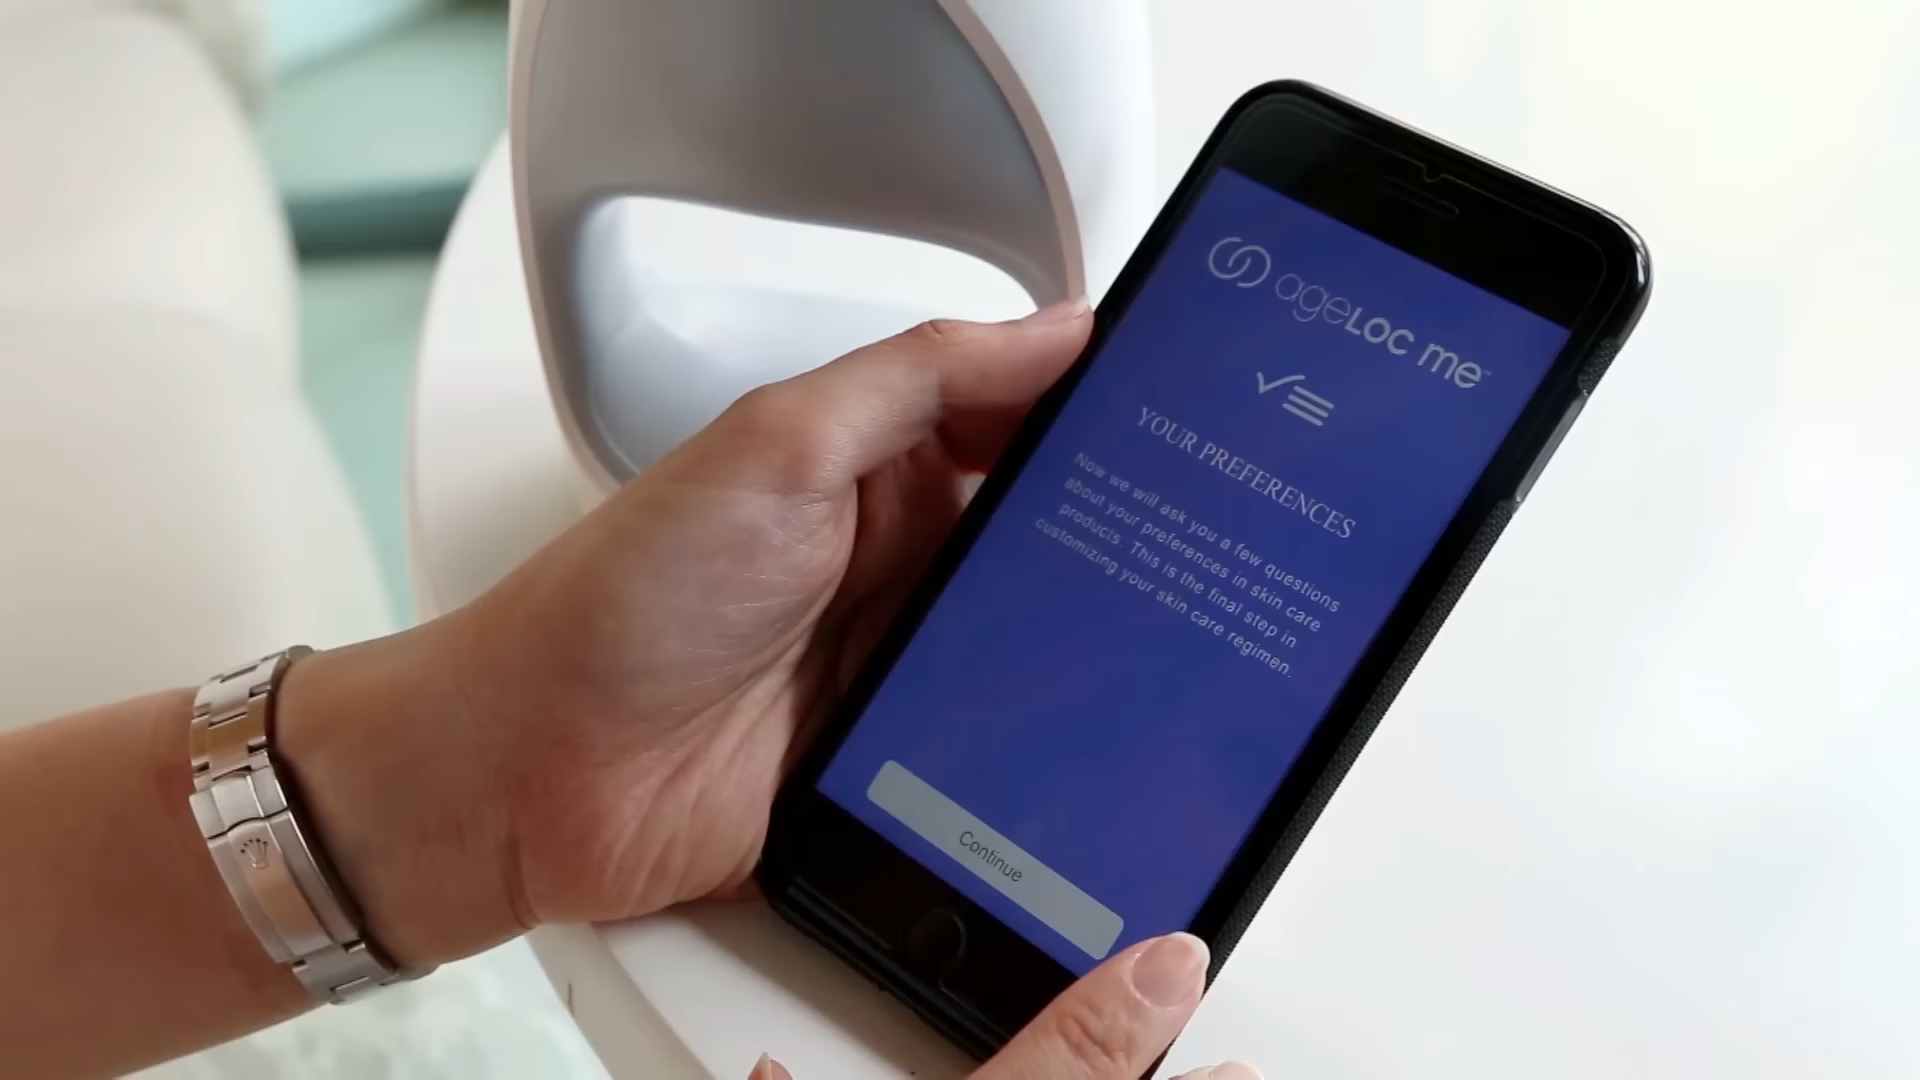 ageLOC me™
YOUR PREFERENCES
Now we will ask you a few questions
about your preferences in skin care
products. This is the final step in
customizing your skin care regimen.
Continue